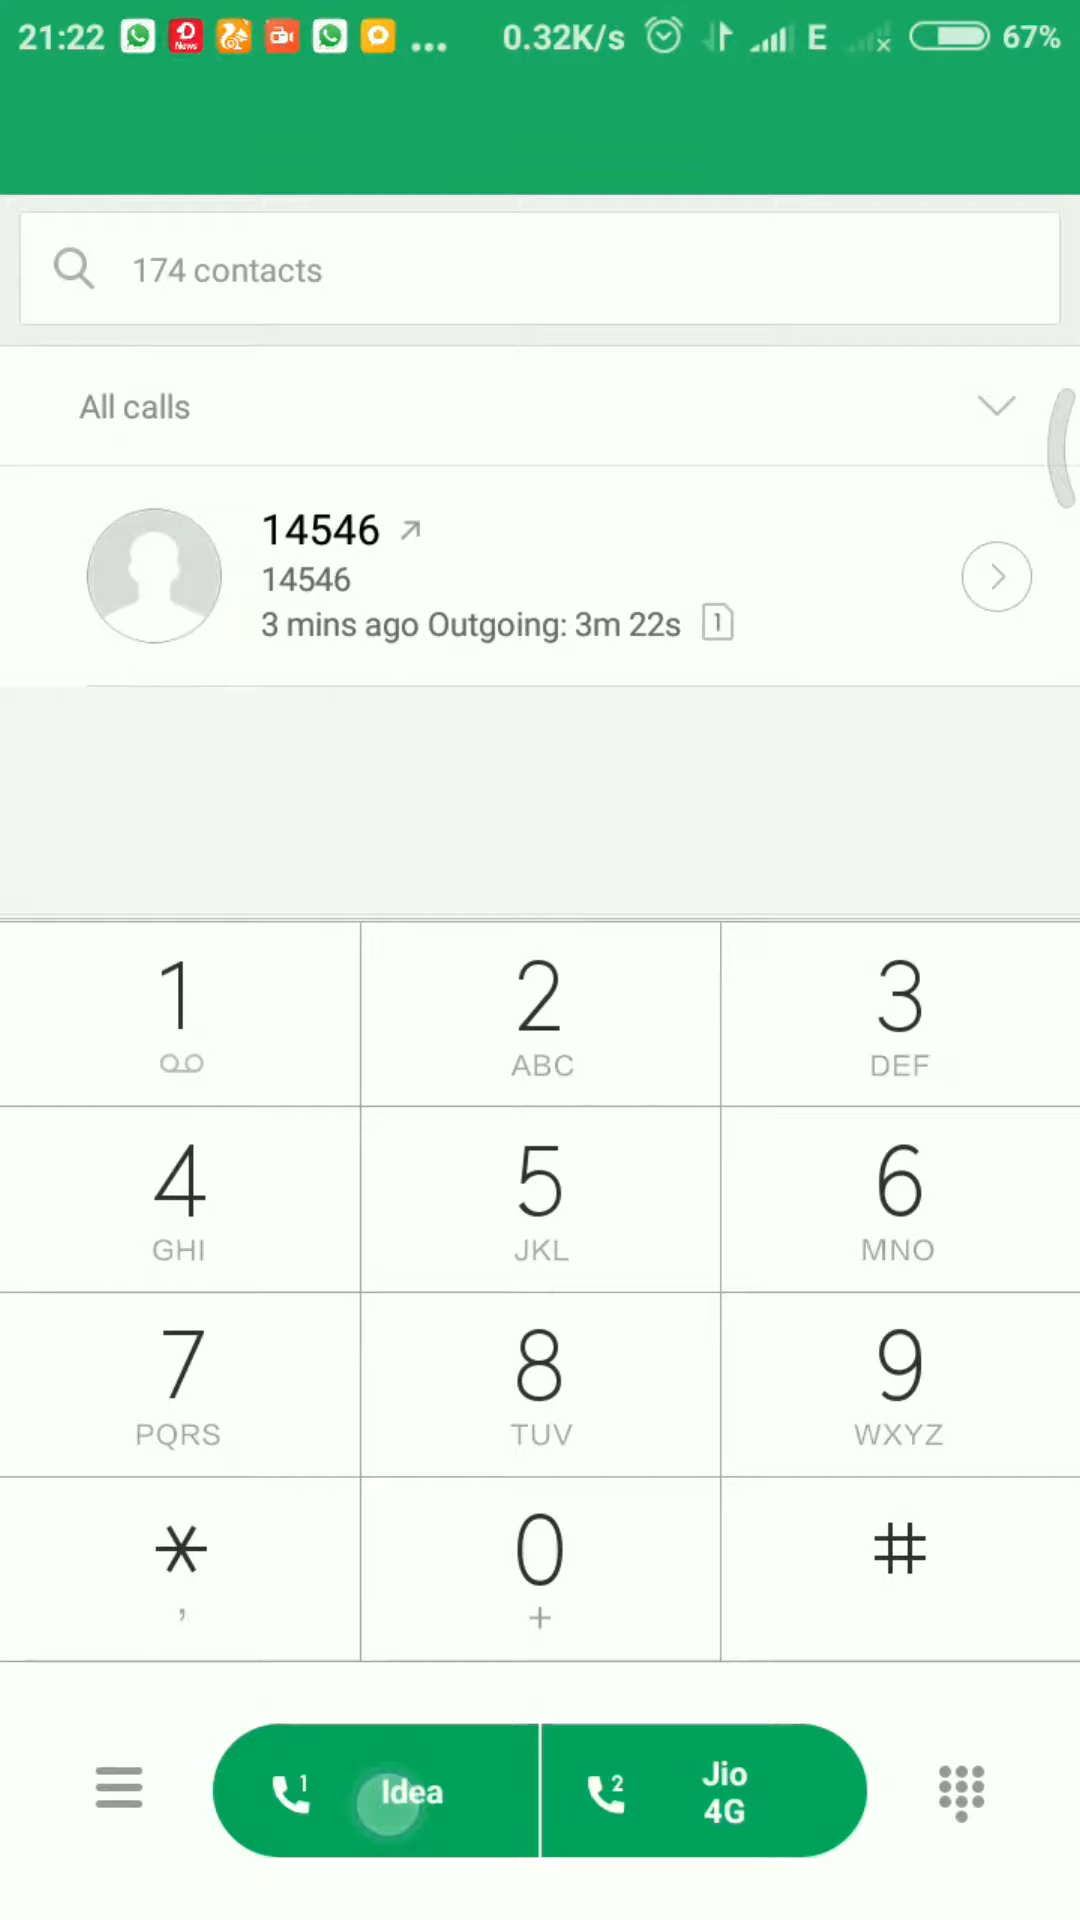 21:22 News ... 0.32K/s E 67%
174 contacts
All calls
14546
14546
3 mins ago Outgoing: 3m 22s 1
1 2 3
ABC DEF
4 5 6
GHI JKL MNO
7 8 9
PQRS TUV WXYZ
* 0 #
, +
1 Idea 2 Jio
4G